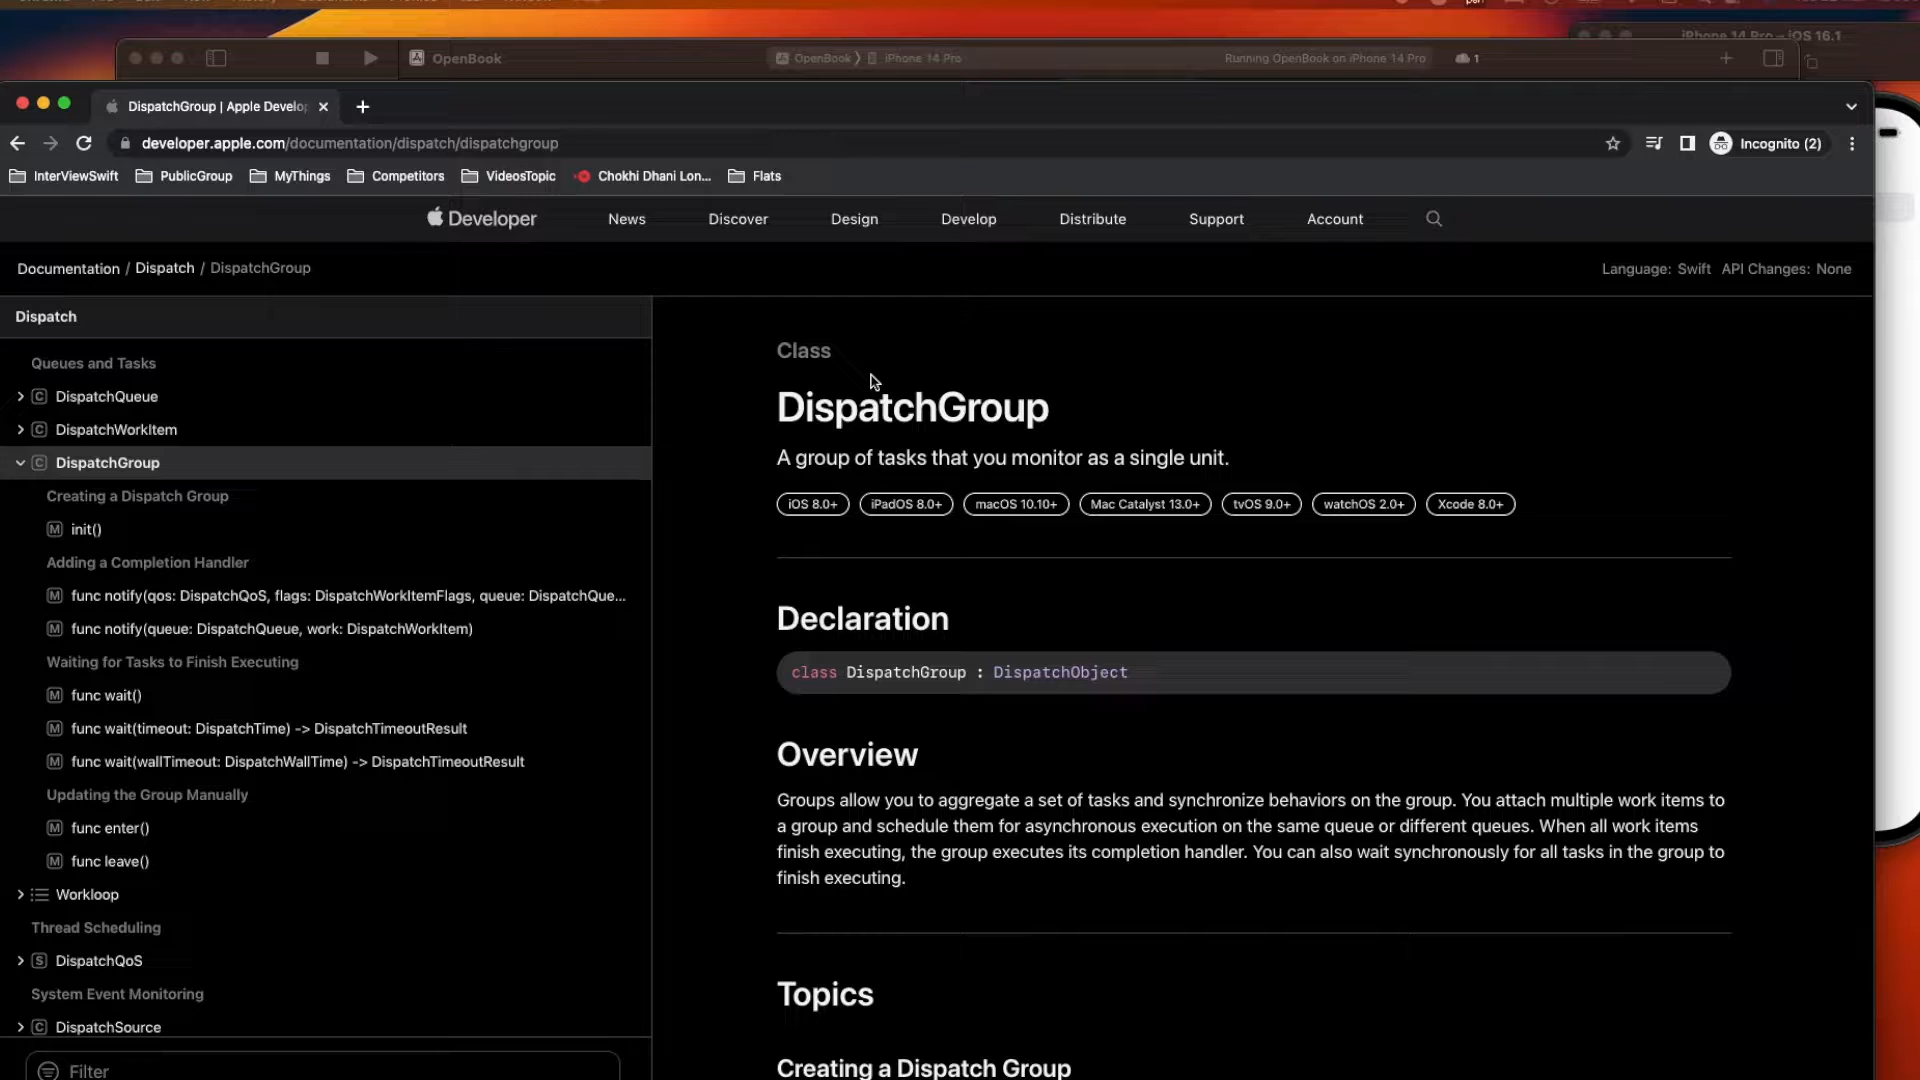 iPhone 14 Pro – iOS 16.1
OpenBook
OpenBook 〉 iPhone 14 Pro
Running OpenBook on iPhone 14 Pro
1
DispatchGroup | Apple Develop
developer.apple.com/documentation/dispatch/dispatchgroup
Incognito (2)
InterViewSwift
PublicGroup
MyThings
Competitors
VideosTopic
Chokhi Dhani Lon...
Flats
Developer
News
Discover
Design
Develop
Distribute
Support
Account
Documentation / Dispatch / DispatchGroup
Language: Swift API Changes: None
Dispatch
Queues and Tasks
C DispatchQueue
C DispatchWorkItem
C DispatchGroup
Creating a Dispatch Group
M init()
Adding a Completion Handler
M func notify(qos: DispatchQoS, flags: DispatchWorkItemFlags, queue: DispatchQue...
M func notify(queue: DispatchQueue, work: DispatchWorkItem)
Waiting for Tasks to Finish Executing
M func wait()
M func wait(timeout: DispatchTime) -> DispatchTimeoutResult
M func wait(wallTimeout: DispatchWallTime) -> DispatchTimeoutResult
Updating the Group Manually
M func enter()
M func leave()
Workloop
Thread Scheduling
S DispatchQoS
System Event Monitoring
C DispatchSource
Filter
Class
DispatchGroup
A group of tasks that you monitor as a single unit.
iOS 8.0+
iPadOS 8.0+
macOS 10.10+
Mac Catalyst 13.0+
tvOS 9.0+
watchOS 2.0+
Xcode 8.0+
Declaration
class DispatchGroup : DispatchObject
Overview
Groups allow you to aggregate a set of tasks and synchronize behaviors on the group. You attach multiple work items to
a group and schedule them for asynchronous execution on the same queue or different queues. When all work items
finish executing, the group executes its completion handler. You can also wait synchronously for all tasks in the group to
finish executing.
Topics
Creating a Dispatch Group